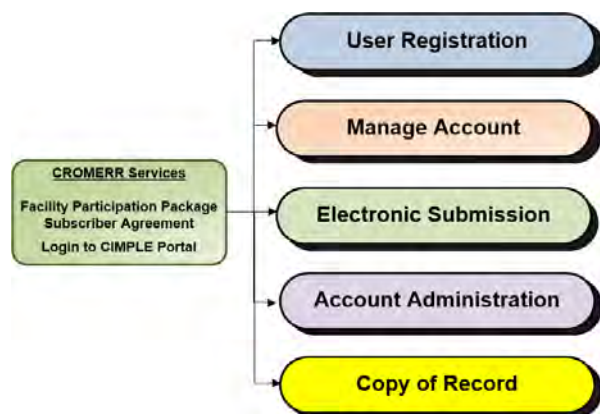 CROMERR Services
Facility Participation Package
Subscriber Agreement
Login to CIMPLE Portal
User Registration
Manage Account
Electronic Submission
Account Administration
Copy of Record